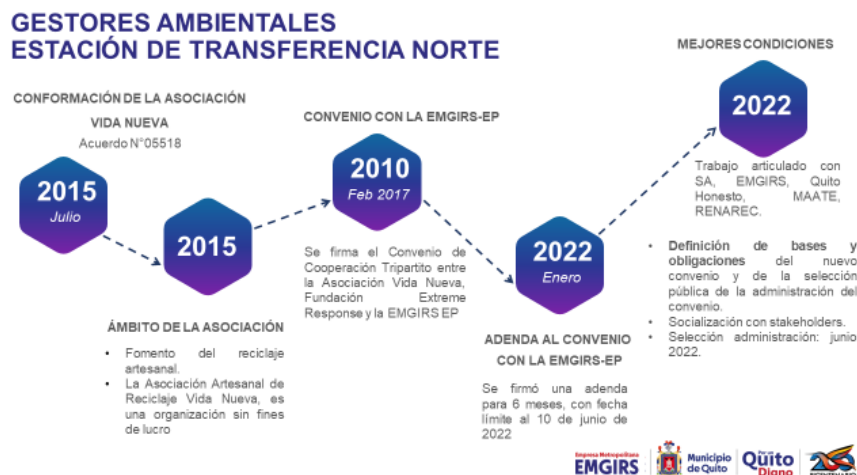 GESTORES AMBIENTALES
ESTACIÓN DE TRANSFERENCIA NORTE
CONFORMACIÓN DE LA ASOCIACIÓN
VIDA NUEVA
Acuerdo N°05518
2015
Julio
2015
ÁMBITO DE LA ASOCIACIÓN
• Fomento del reciclaje
artesanal.
• La Asociación Artesanal de
Reciclaje Vida Nueva, es
una organización sin fines
de lucro
CONVENIO CON LA EMGIRS-EP
2010
Feb 2017
Se firma el Convenio de
Cooperación Tripartito entre
la Asociación Vida Nueva,
Fundación Extreme
Response y la EMGIRS EP
2022
Enero
ADENDA AL CONVENIO
CON LA EMGIRS-EP
Se firmó una adenda
para 6 meses, con fecha
límite al 10 de junio de
2022
MEJORES CONDICIONES
2022
Trabajo articulado con
SA, EMGIRS, Quito
Honesto, MAATE,
RENAREC.
• Definición de bases y
obligaciones del nuevo
convenio y de la selección
pública de la administración del
convenio.
• Socialización con stakeholders.
• Selección administración: junio
2022.
Empresa Metropolitana
EMGIRS
Municipio
de Quito
Quito
Digno